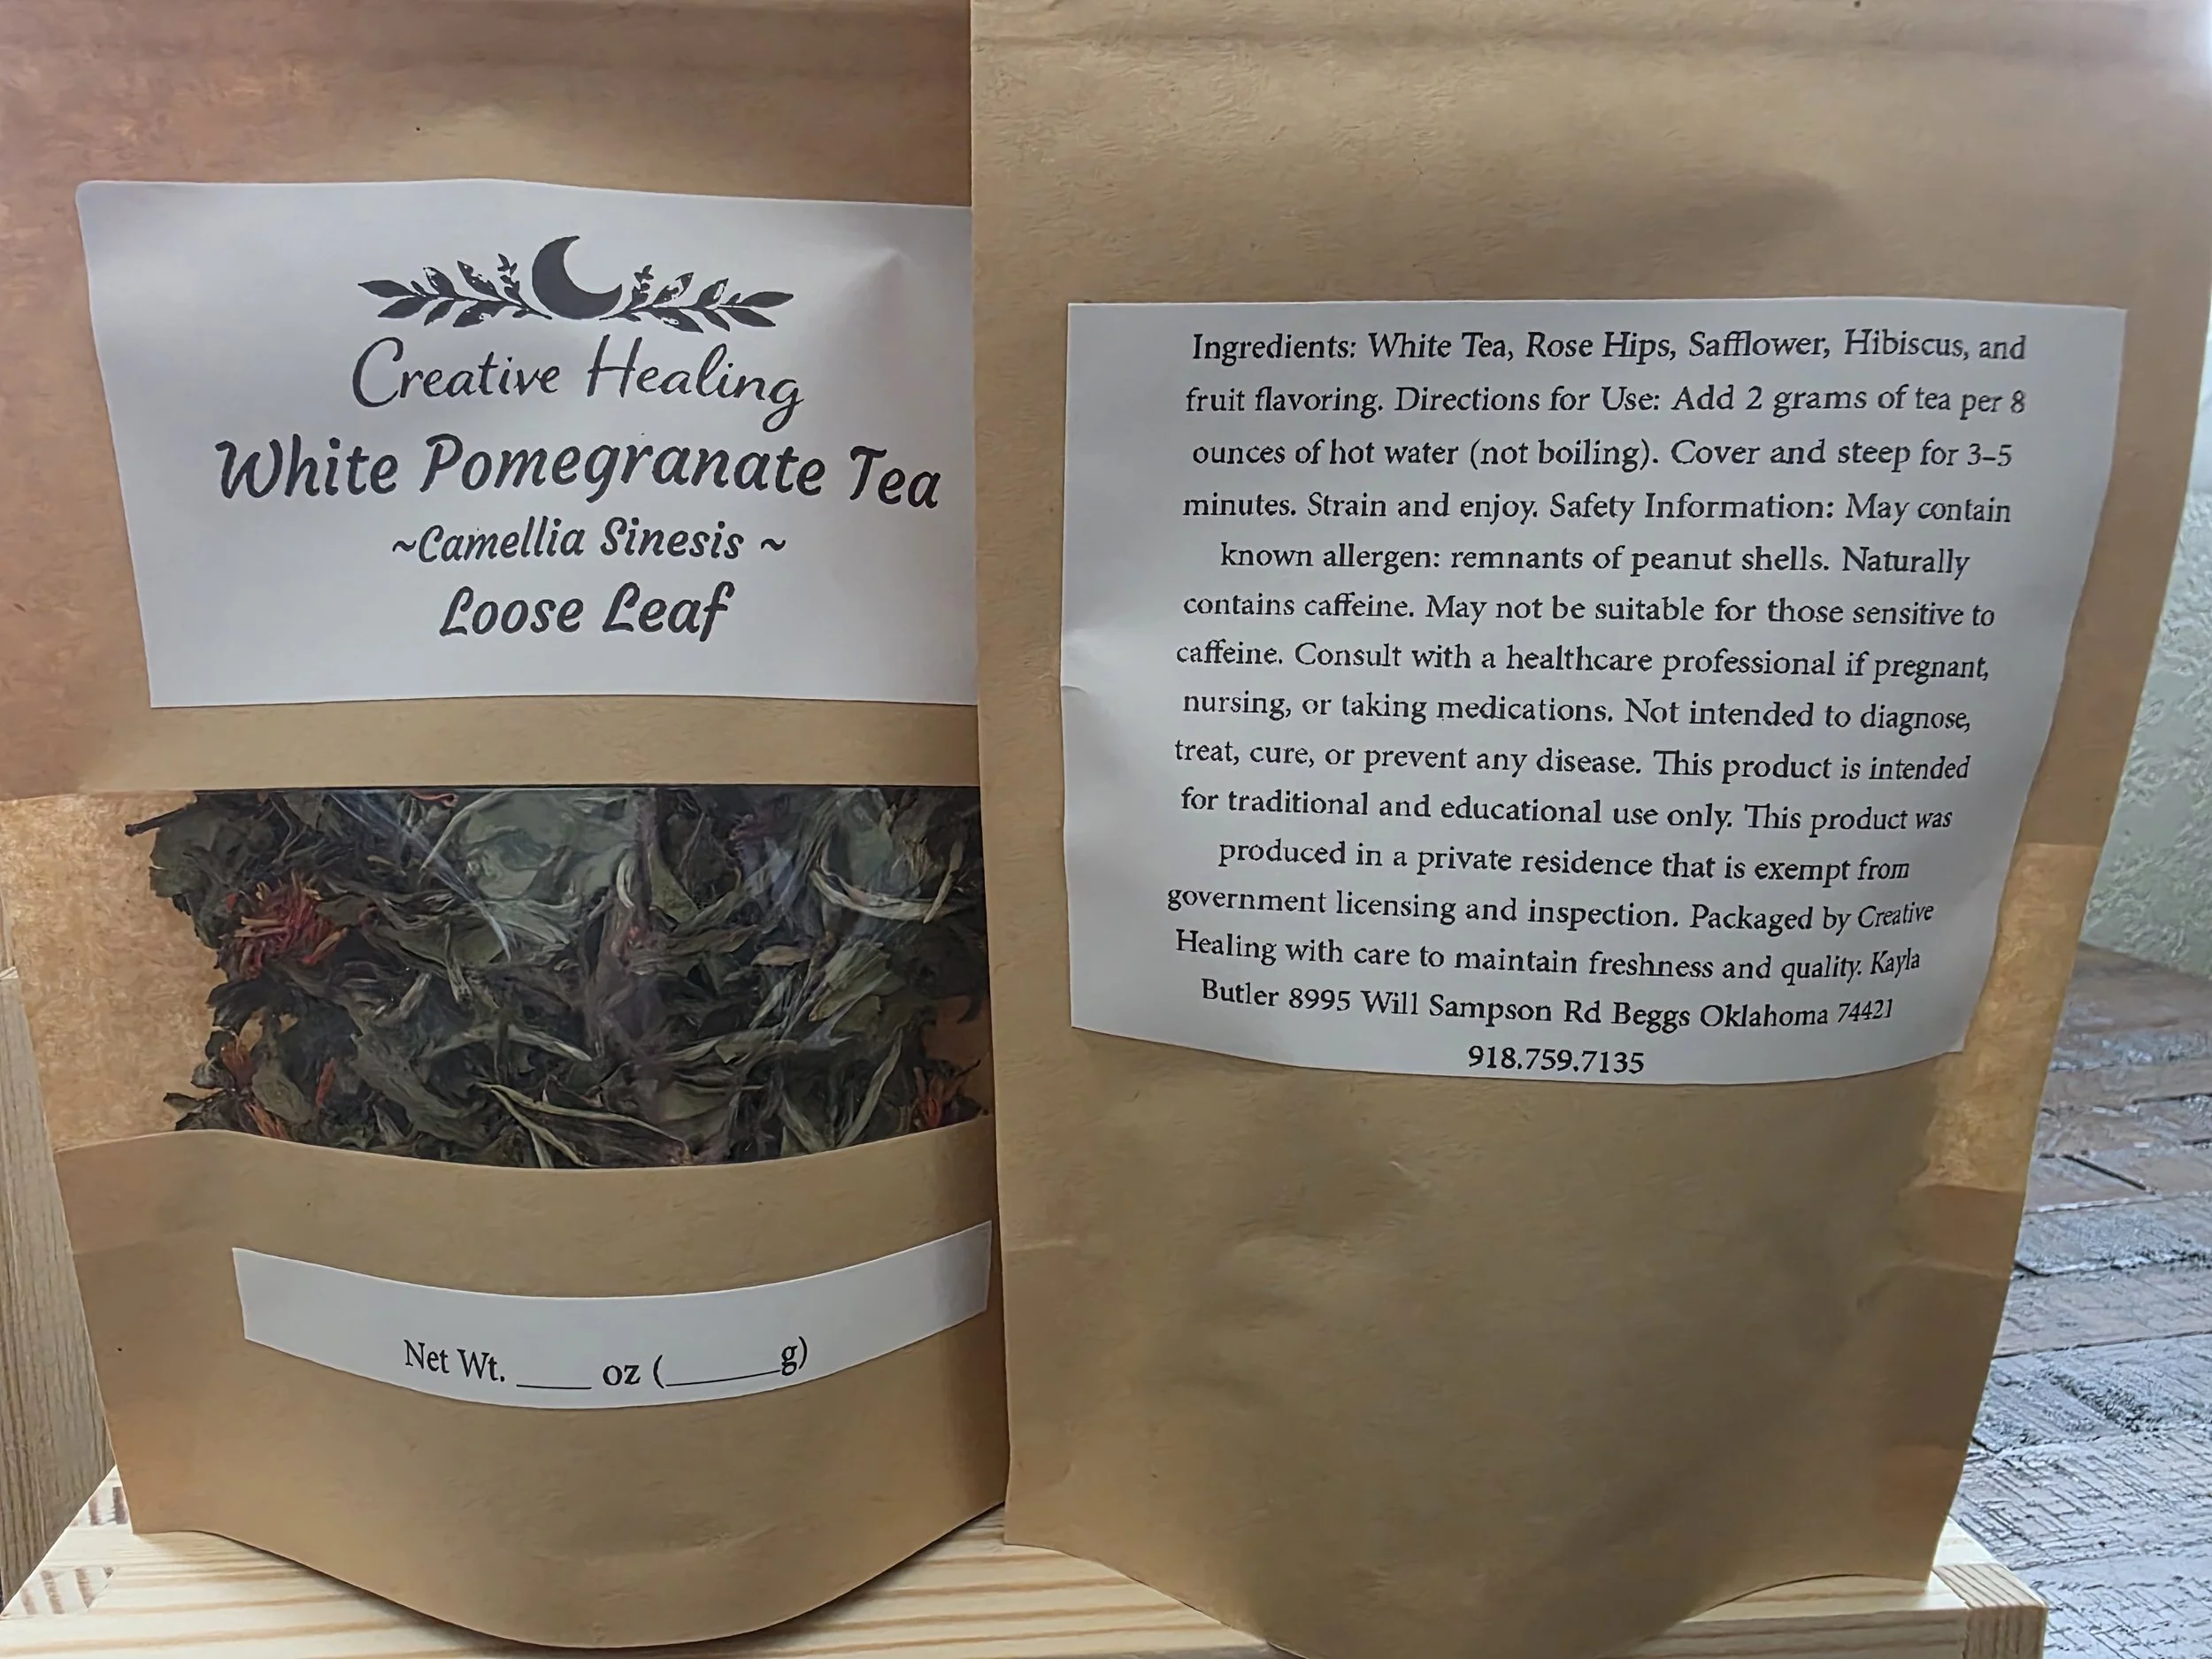 Creative Healing
White Pomegranate Tea
~Camellia Sinesis ~
Loose Leaf
Net Wt. ____ oz (______g)
Ingredients: White Tea, Rose Hips, Safflower, Hibiscus, and
fruit flavoring. Directions for Use: Add 2 grams of tea per 8
ounces of hot water (not boiling). Cover and steep for 3–5
minutes. Strain and enjoy. Safety Information: May contain
known allergen: remnants of peanut shells. Naturally
contains caffeine. May not be suitable for those sensitive to
caffeine. Consult with a healthcare professional if pregnant,
nursing, or taking medications. Not intended to diagnose,
treat, cure, or prevent any disease. This product is intended
for traditional and educational use only. This product was
produced in a private residence that is exempt from
government licensing and inspection. Packaged by Creative
Healing with care to maintain freshness and quality. Kayla
Butler 8995 Will Sampson Rd Beggs Oklahoma 74421
918.759.7135